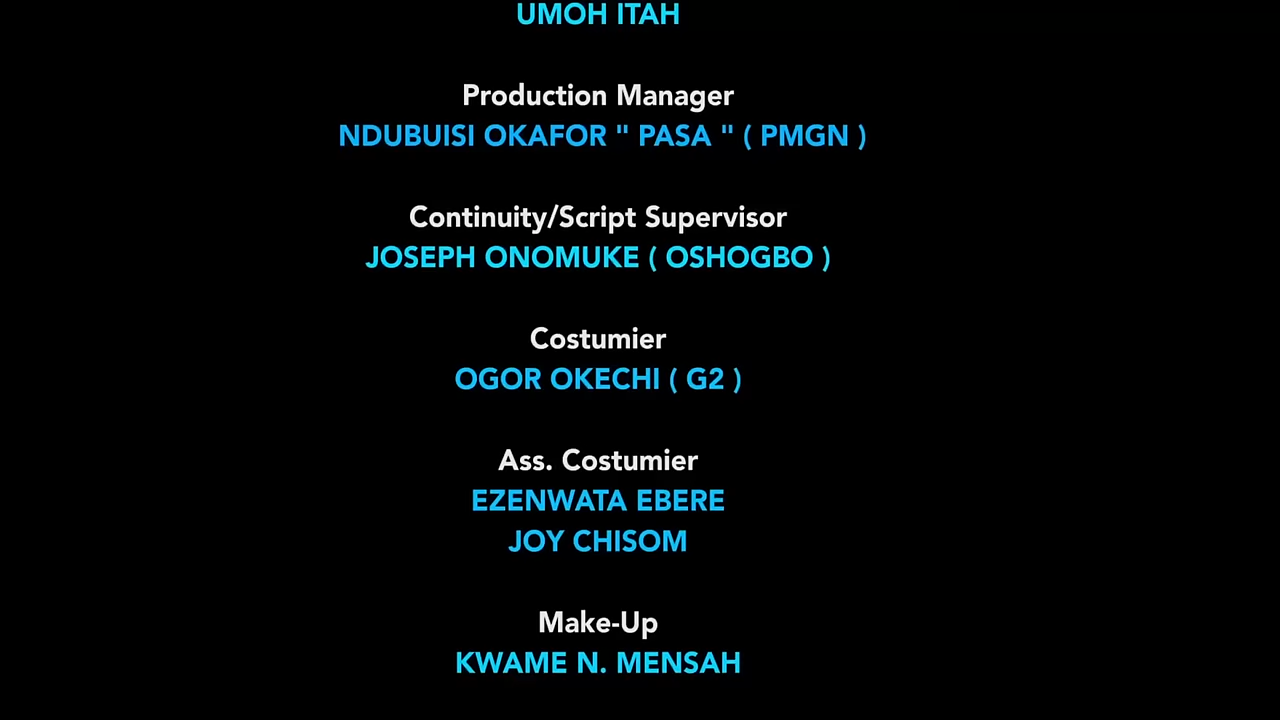 UMOH ITAH
Production Manager
NDUBUISI OKAFOR " PASA " ( PMGN )
Continuity/Script Supervisor
JOSEPH ONOMUKE ( OSHOGBO )
Costumier
OGOR OKECHI ( G2 )
Ass. Costumier
EZENWATA EBERE
JOY CHISOM
Make-Up
KWAME N. MENSAH